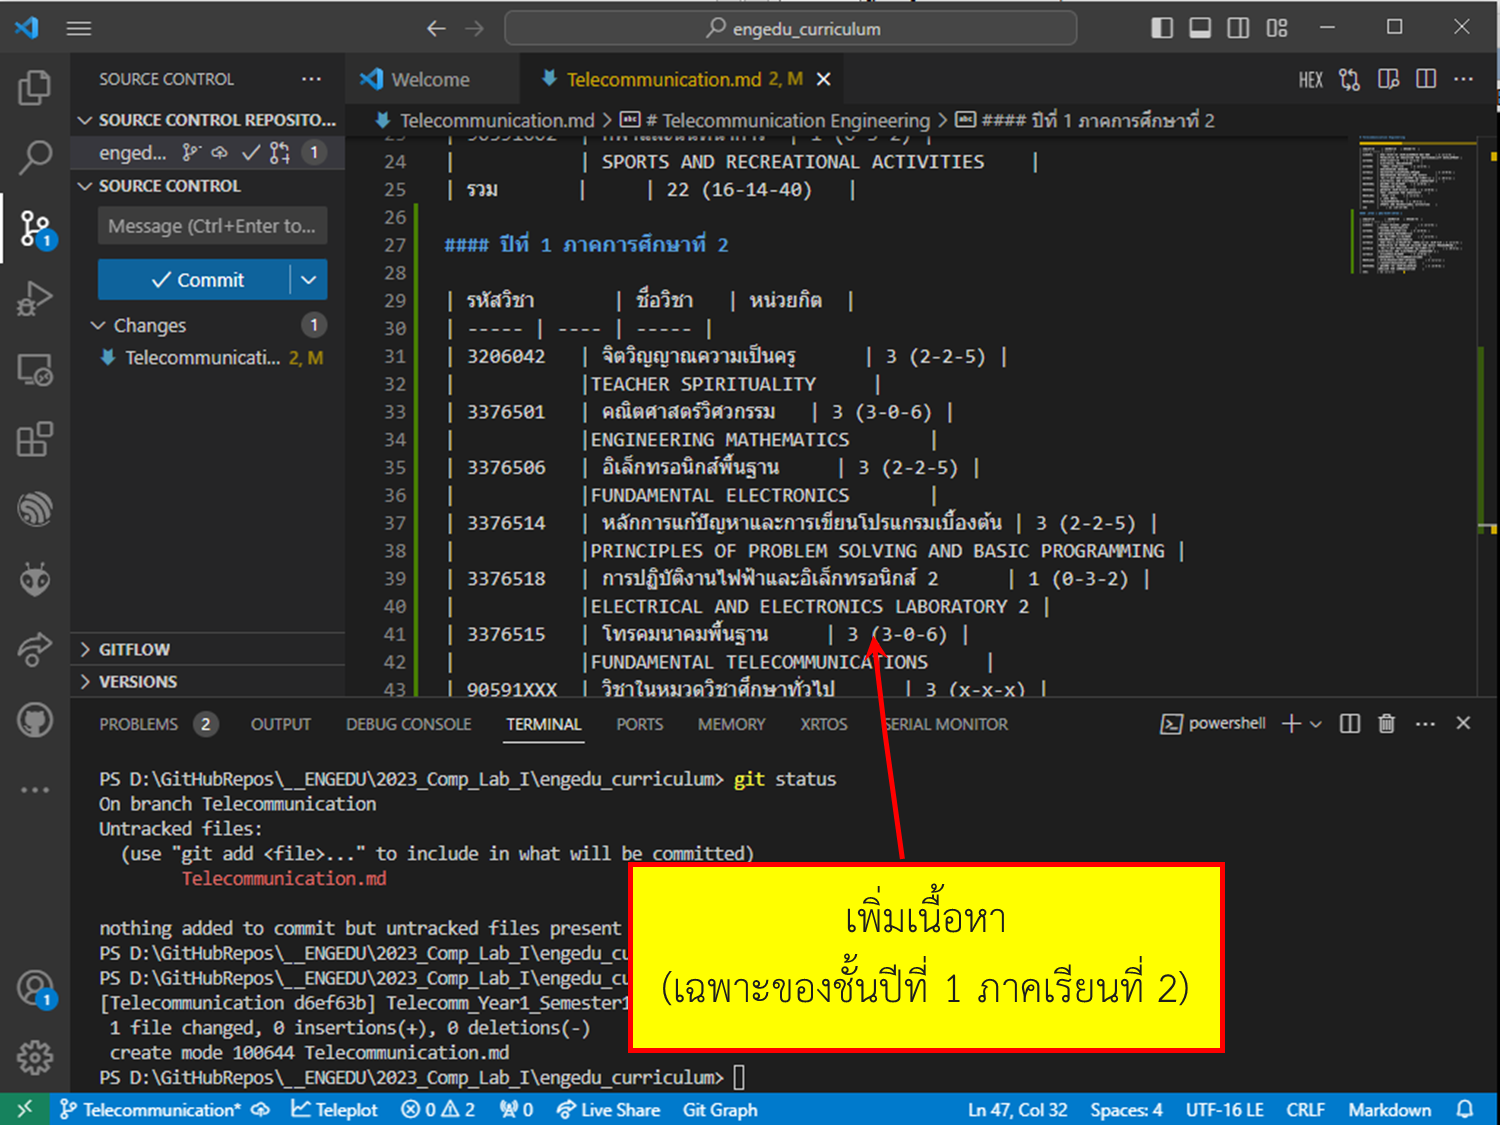 engedu_curriculum
SOURCE CONTROL
Welcome
Telecommunication.md 2, M
HEX
SOURCE CONTROL REPOSITO...
Telecommunication.md > # Telecommunication Engineering > #### ปีที่ 1 ภาคการศึกษาที่ 2
enged... 1
SOURCE CONTROL
Message (Ctrl+Enter to...
Commit
Changes 1
Telecommunicati... 2, M
GITFLOW
VERSIONS
24 | | SPORTS AND RECREATIONAL ACTIVITIES |
25 | รวม | | 22 (16-14-40) |
26
27 #### ปีที่ 1 ภาคการศึกษาที่ 2
28
29 | รหัสวิชา | ชื่อวิชา | หน่วยกิต |
30 | ----- | ---- | ----- |
31 | 3206042 | จิตวิญญาณความเป็นครู | 3 (2-2-5) |
32 | |TEACHER SPIRITUALITY |
33 | 3376501 | คณิตศาสตร์วิศวกรรม | 3 (3-0-6) |
34 | |ENGINEERING MATHEMATICS |
35 | 3376506 | อิเล็กทรอนิกส์พื้นฐาน | 3 (2-2-5) |
36 | |FUNDAMENTAL ELECTRONICS |
37 | 3376514 | หลักการแก้ปัญหาและการเขียนโปรแกรมเบื้องต้น | 3 (2-2-5) |
38 | |PRINCIPLES OF PROBLEM SOLVING AND BASIC PROGRAMMING |
39 | 3376518 | การปฏิบัติงานไฟฟ้าและอิเล็กทรอนิกส์ 2 | 1 (0-3-2) |
40 | |ELECTRICAL AND ELECTRONICS LABORATORY 2 |
41 | 3376515 | โทรคมนาคมพื้นฐาน | 3 (3-0-6) |
42 | |FUNDAMENTAL TELECOMMUNICATIONS |
43 | 90591XXX | วิชาในหมวดวิชาศึกษาทั่วไป | 3 (x-x-x) |
PROBLEMS 2 OUTPUT DEBUG CONSOLE TERMINAL PORTS MEMORY XRTOS SERIAL MONITOR powershell
PS D:\GitHubRepos\__ENGEDU\2023_Comp_Lab_I\engedu_curriculum> git status
On branch Telecommunication
Untracked files:
(use "git add <file>..." to include in what will be committed)
Telecommunication.md
nothing added to commit but untracked files present
PS D:\GitHubRepos\__ENGEDU\2023_Comp_Lab_I\engedu_cu
PS D:\GitHubRepos\__ENGEDU\2023_Comp_Lab_I\engedu_cu
[Telecommunication d6ef63b] Telecomm_Year1_Semester1
1 file changed, 0 insertions(+), 0 deletions(-)
create mode 100644 Telecommunication.md
PS D:\GitHubRepos\__ENGEDU\2023_Comp_Lab_I\engedu_curriculum>
เพิ่มเนื้อหา
(เฉพาะของชั้นปีที่ 1 ภาคเรียนที่ 2)
1
1
Telecommunication* Teleplot 0 2 0 Live Share Git Graph Ln 47, Col 32 Spaces: 4 UTF-16 LE CRLF Markdown